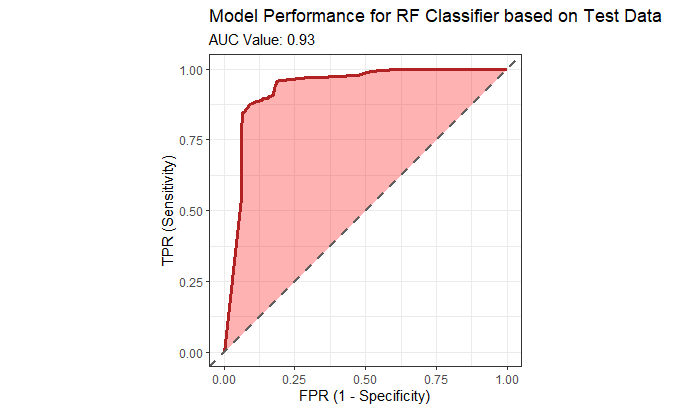 Model Performance for RF Classifier based on Test Data
AUC Value: 0.93
1.00
0.75
0.50
0.25
0.00
TPR (Sensitivity)
0.00 0.25 0.50 0.75 1.00
FPR (1 - Specificity)